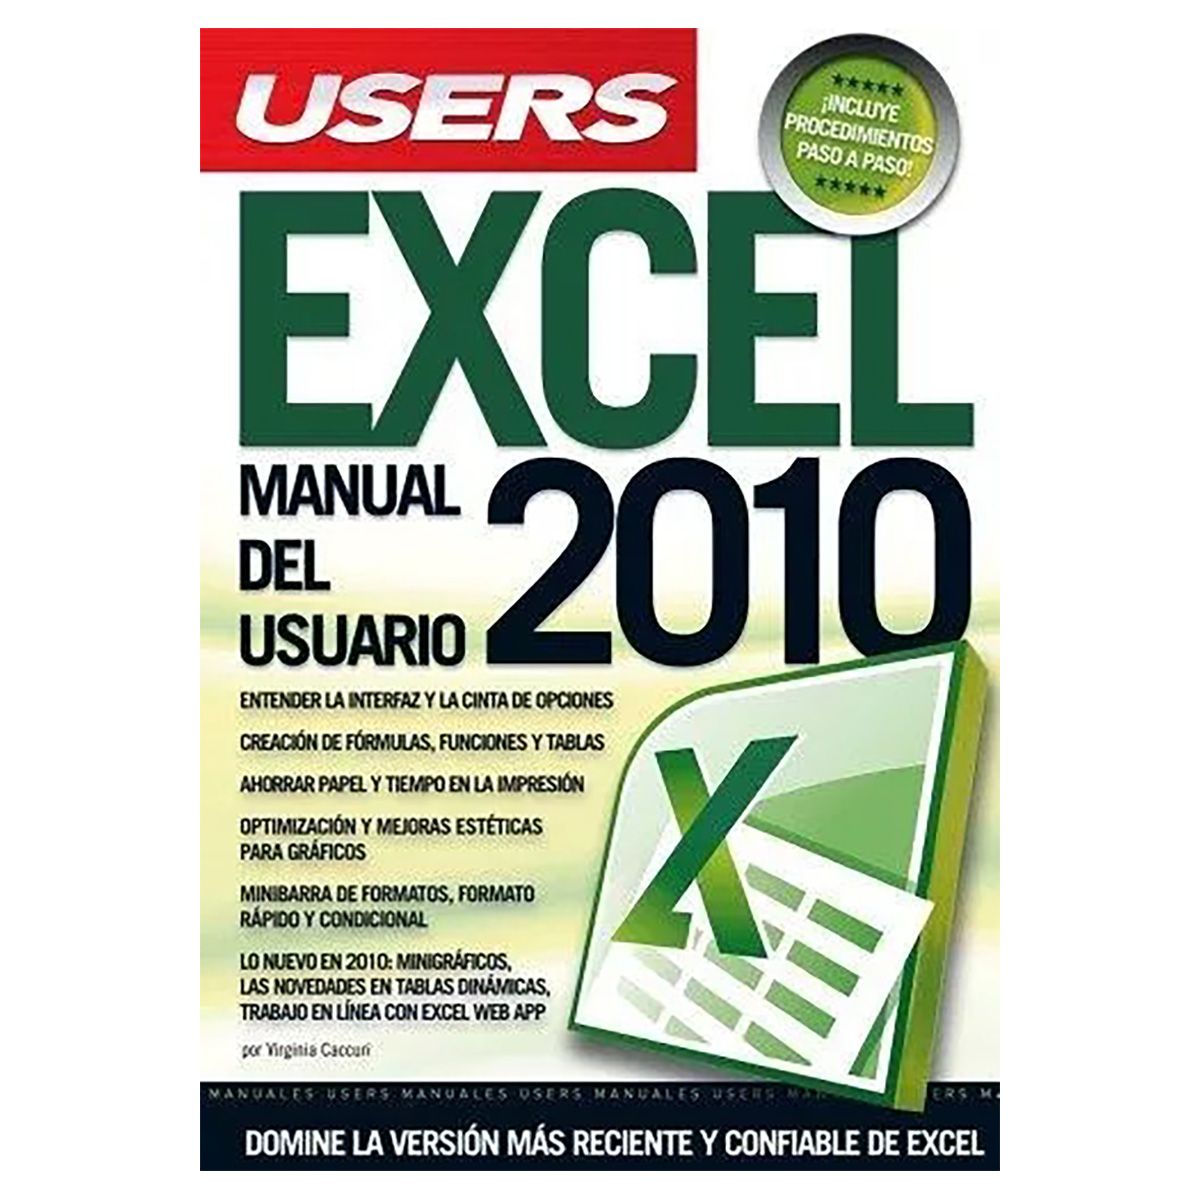 USERS
¡INCLUYE
PROCEDIMIENTOS
PASO A PASO!
EXCEL
2010
MANUAL
DEL
USUARIO
ENTENDER LA INTERFAZ Y LA CINTA DE OPCIONES
CREACIÓN DE FÓRMULAS, FUNCIONES Y TABLAS
AHORRAR PAPEL Y TIEMPO EN LA IMPRESIÓN
OPTIMIZACIÓN Y MEJORAS ESTÉTICAS
PARA GRÁFICOS
MINIBARRA DE FORMATOS, FORMATO
RÁPIDO Y CONDICIONAL
LO NUEVO EN 2010: MINIGRÁFICOS,
LAS NOVEDADES EN TABLAS DINÁMICAS,
TRABAJO EN LÍNEA CON EXCEL WEB APP
por Virginia Caccuri
X
MANUALES USERS MANUALES USERS MANUALES USERS
DOMINE LA VERSIÓN MÁS RECIENTE Y CONFIABLE DE EXCEL